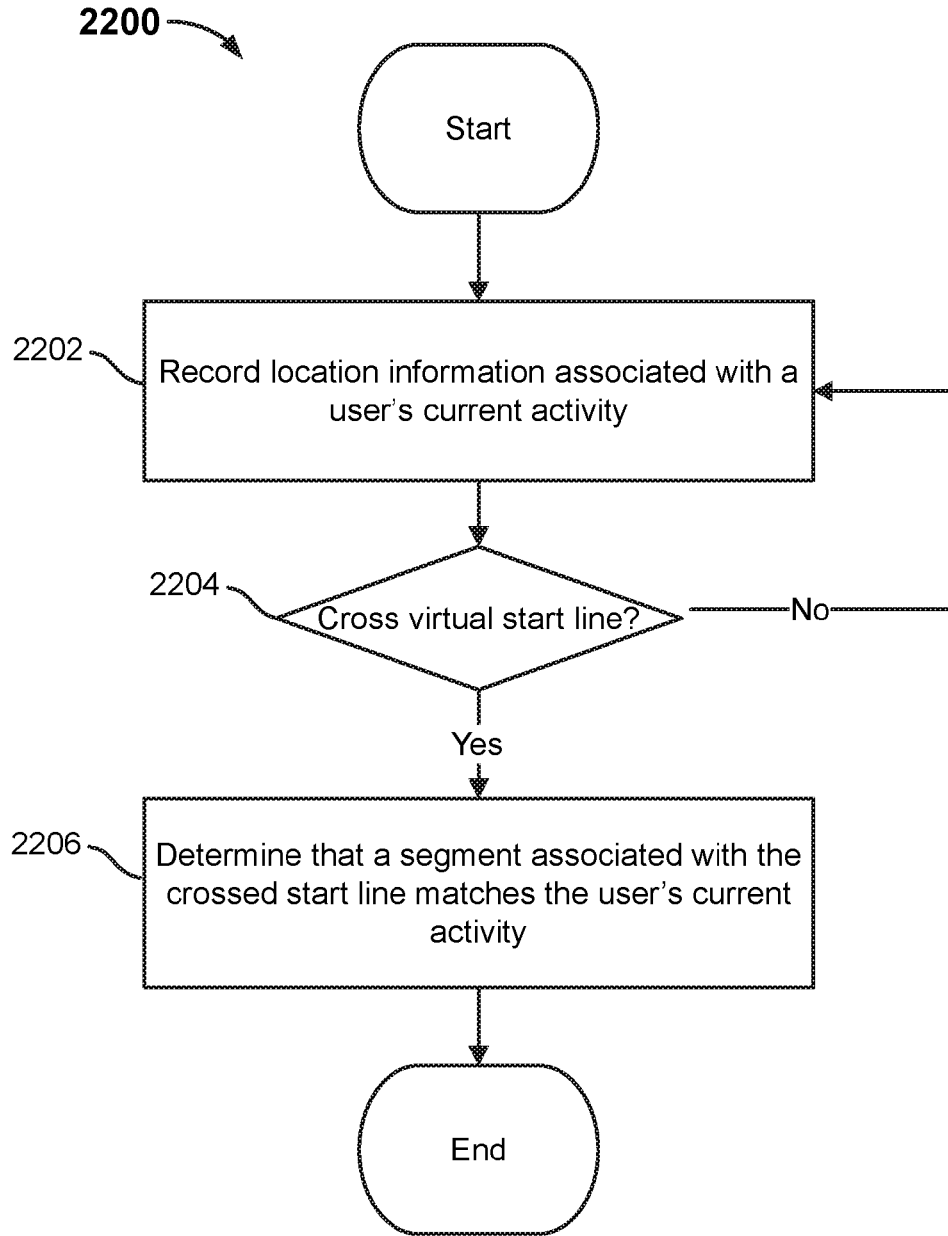 2200
Start
2202
Record location information associated with a
user's current activity
2204
Cross virtual start line?
No
Yes
2206
Determine that a segment associated with the
crossed start line matches the user's current
activity
End